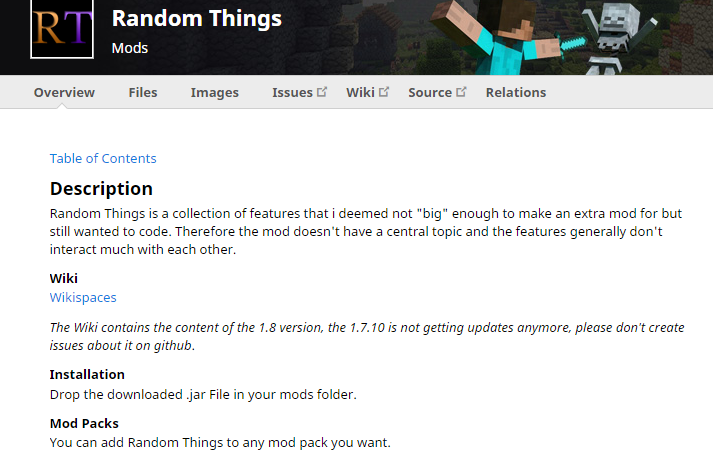 RT
Random Things
Mods
Overview Files Images Issues Wiki Source Relations
Table of Contents
Description
Random Things is a collection of features that i deemed not "big" enough to make an extra mod for but
still wanted to code. Therefore the mod doesn't have a central topic and the features generally don't
interact much with each other.
Wiki
Wikispaces
The Wiki contains the content of the 1.8 version, the 1.7.10 is not getting updates anymore, please don't create
issues about it on github.
Installation
Drop the downloaded .jar File in your mods folder.
Mod Packs
You can add Random Things to any mod pack you want.